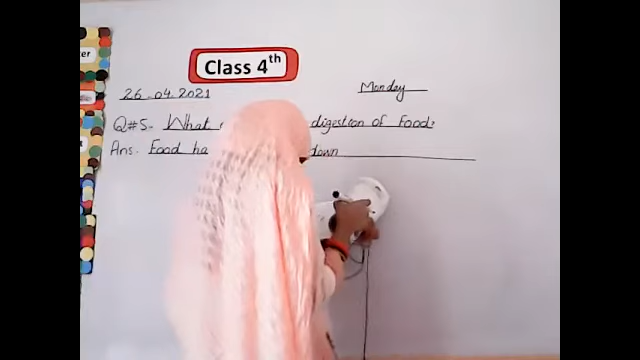 Class 4th
26-04.2021 Monday
Q#5. What digestion of Food?
Ans. Food ha down